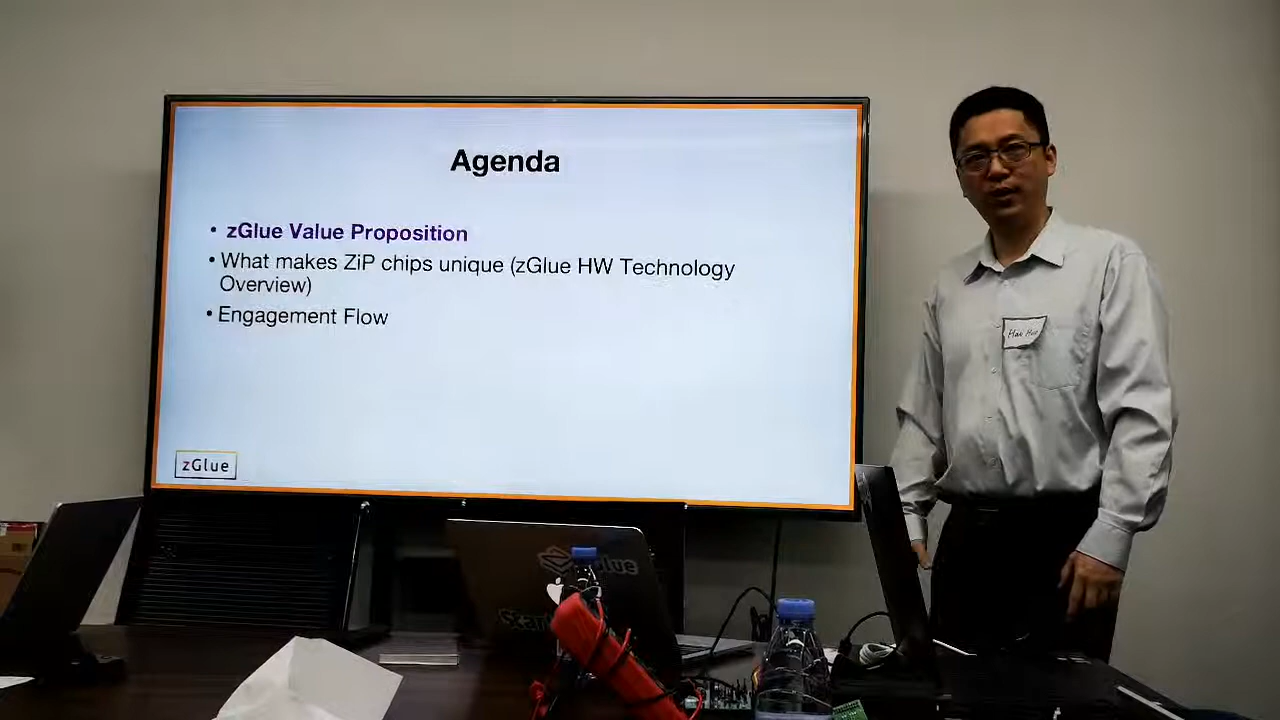 Agenda
• zGlue Value Proposition
• What makes ZiP chips unique (zGlue HW Technology
Overview)
• Engagement Flow
zGlue